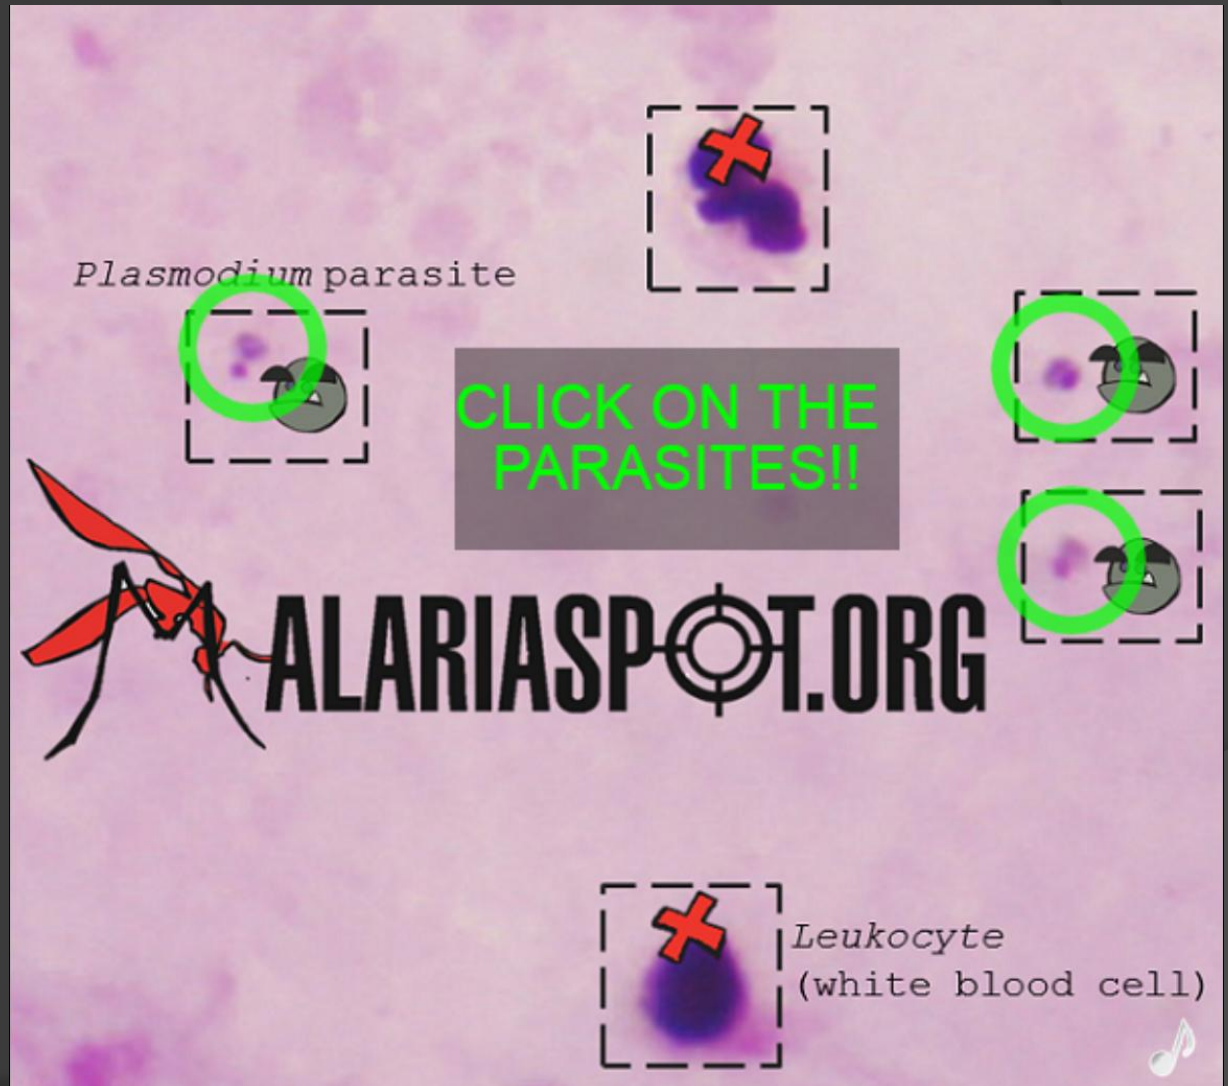 Plasmodium parasite
CLICK ON THE
PARASITES!!
ALARIASPOT.ORG
Leukocyte
(white blood cell)